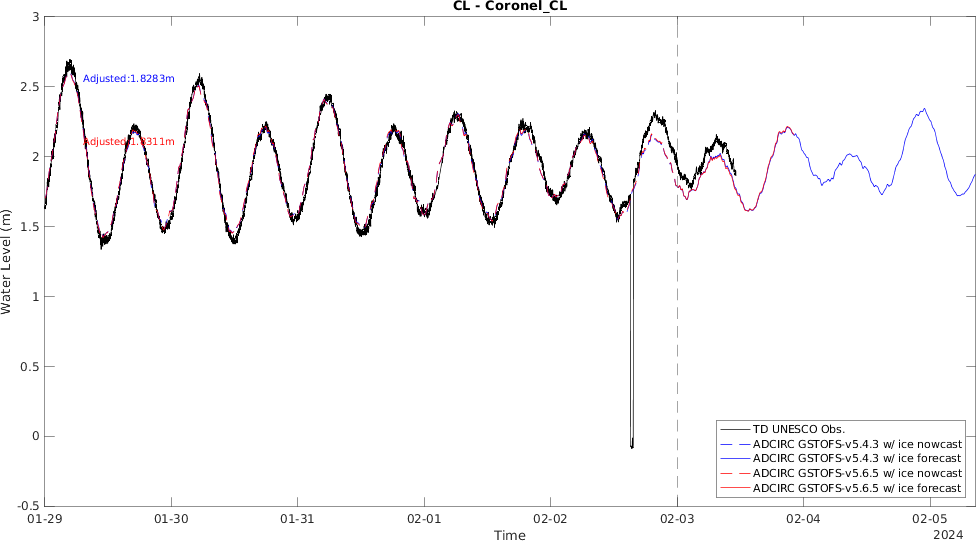 CL - Coronel_CL
3
2.5
2
1.5
1
0.5
0
-0.5
Water Level (m)
Adjusted:1.8283m
Adjusted:1.8311m
TD UNESCO Obs.
ADCIRC GSTOFS-v5.4.3 w/ ice nowcast
ADCIRC GSTOFS-v5.4.3 w/ ice forecast
ADCIRC GSTOFS-v5.6.5 w/ ice nowcast
ADCIRC GSTOFS-v5.6.5 w/ ice forecast
01-29 01-30 01-31 02-01 02-02 02-03 02-04 02-05
Time
2024